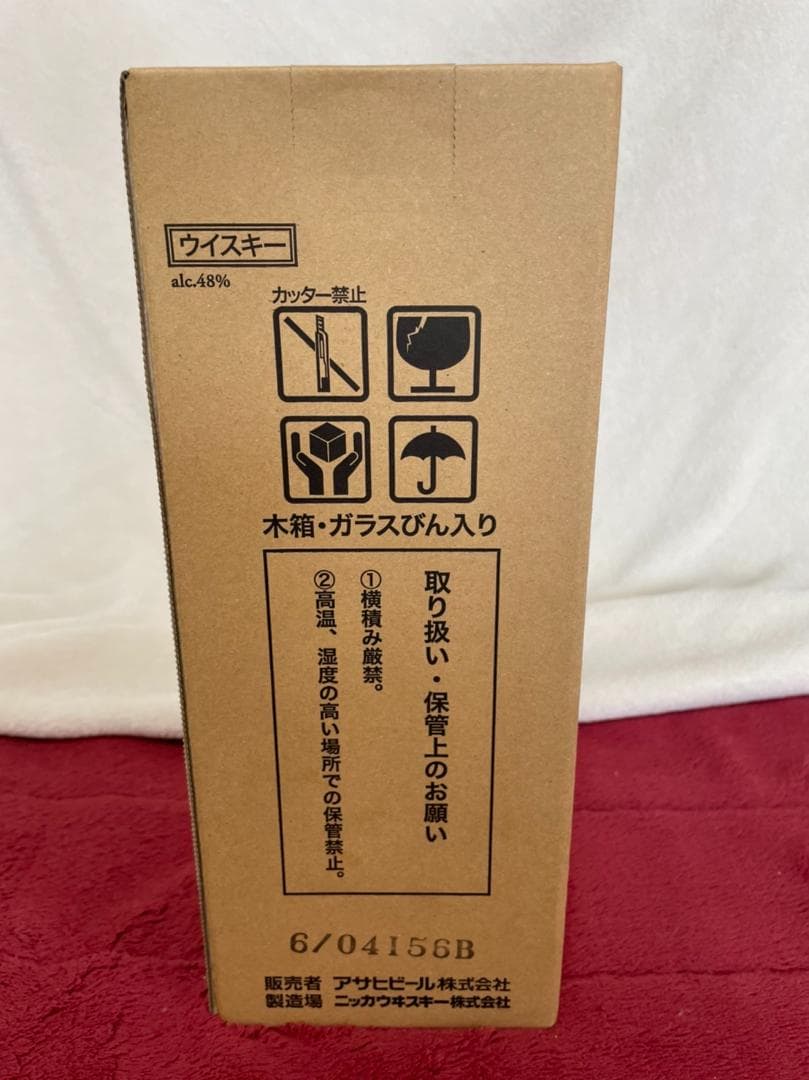 ウイスキー
alc.48%
カッター禁止
木箱・ガラスびん入り
取り扱い・保管上のお願い
①横積み厳禁。
②高温、湿度の高い場所での保管禁止。
6/04156B
販売者 アサヒビール株式会社
製造場 ニッカウヰスキー株式会社